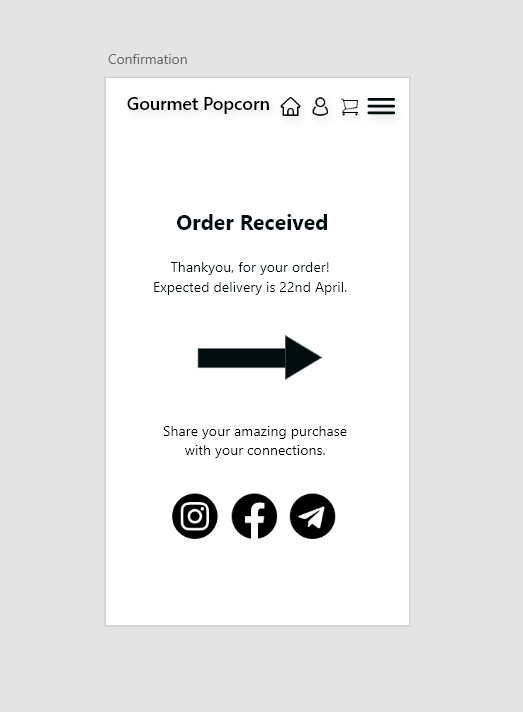 Confirmation
Gourmet Popcorn
Order Received
Thankyou, for your order!
Expected delivery is 22nd April.
Share your amazing purchase
with your connections.